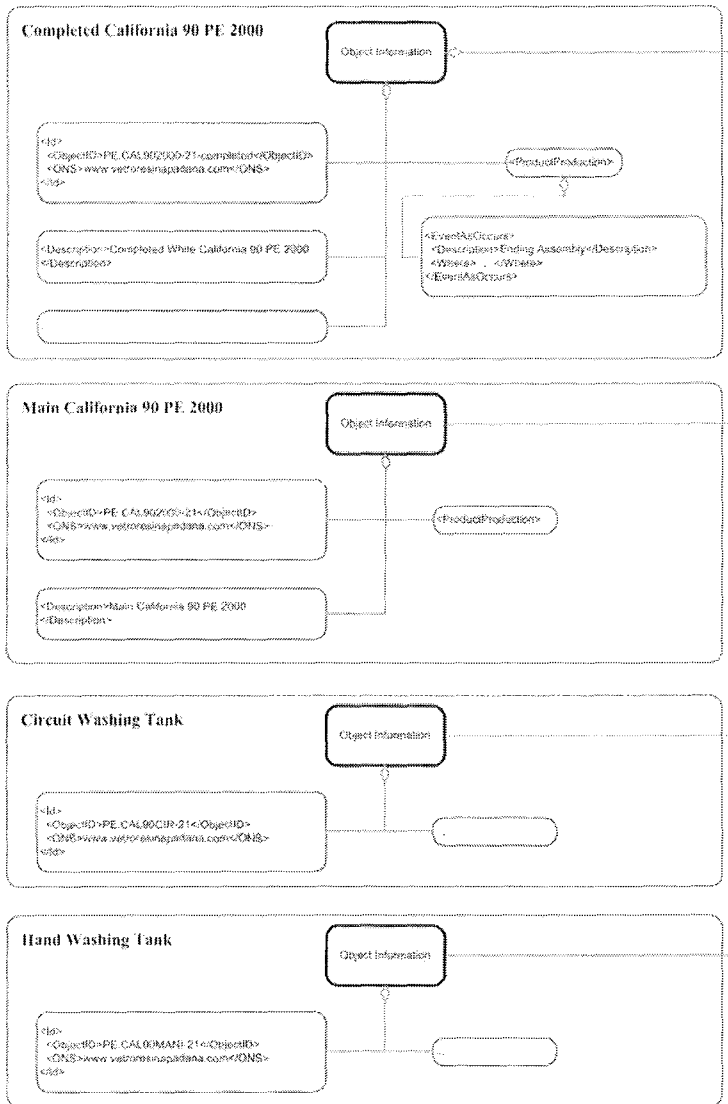 Completed California 90 PE 2000
Object Information
<Id>
<ObjectID>PE.CAL902000-21-completed</ObjectID>
<ONS>www.vetroresinapadana.com</ONS>
</Id>
<ProductProduction>
<Description>Completed White California 90 PE 2000
</Description>
<EventAsOccurs>
<Description>Ending Assembly</Description>
<Where> . </Where>
</EventAsOccurs>
Main California 90 PE 2000
Object Information
<Id>
<ObjectID>PE.CAL902000-21</ObjectID>
<ONS>www.vetroresinapadana.com</ONS>
</Id>
<ProductProduction>
<Description>Main California 90 PE 2000
</Description>
Circuit Washing Tank
Object Information
<Id>
<ObjectID>PE.CAL90CIR-21</ObjectID>
<ONS>www.vetroresinapadana.com</ONS>
</Id>
Hand Washing Tank
Object Information
<Id>
<ObjectID>PE.CAL90MANI-21</ObjectID>
<ONS>www.vetroresinapadana.com</ONS>
</Id>